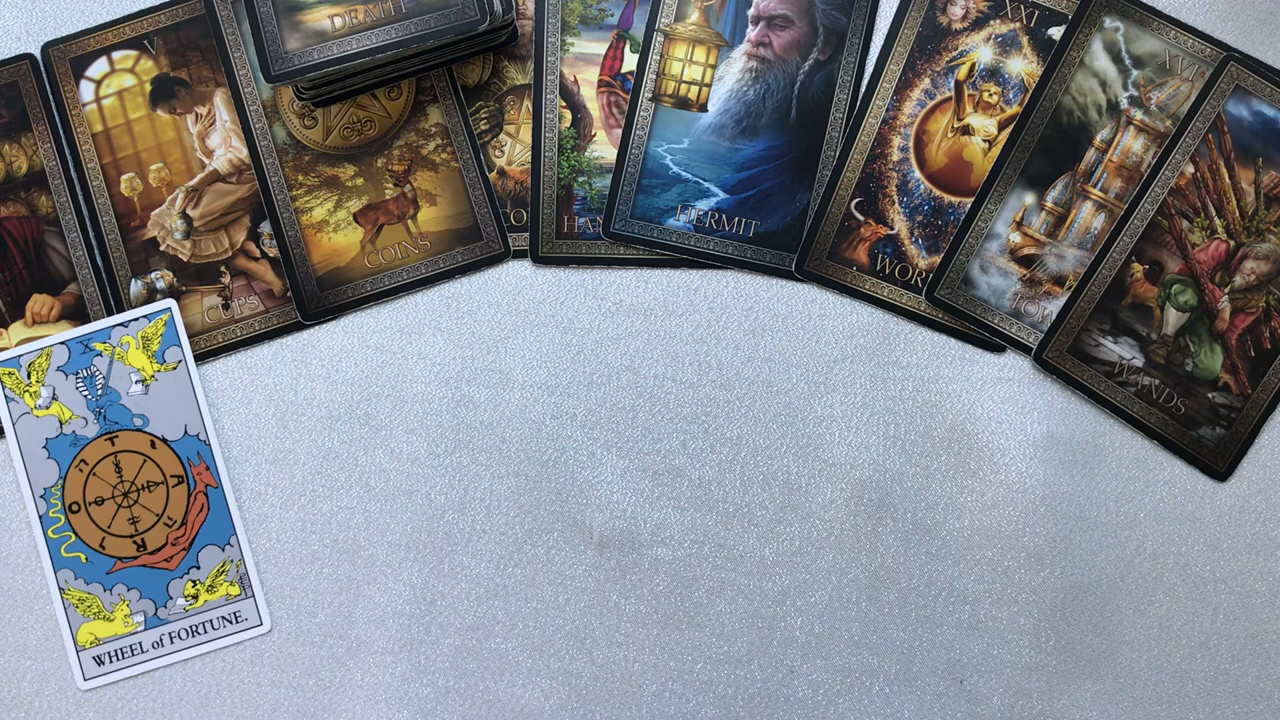 DEATH
V
CUPS
COINS
HERMIT
XXI
XVI
WANDS
X
WHEEL of FORTUNE.